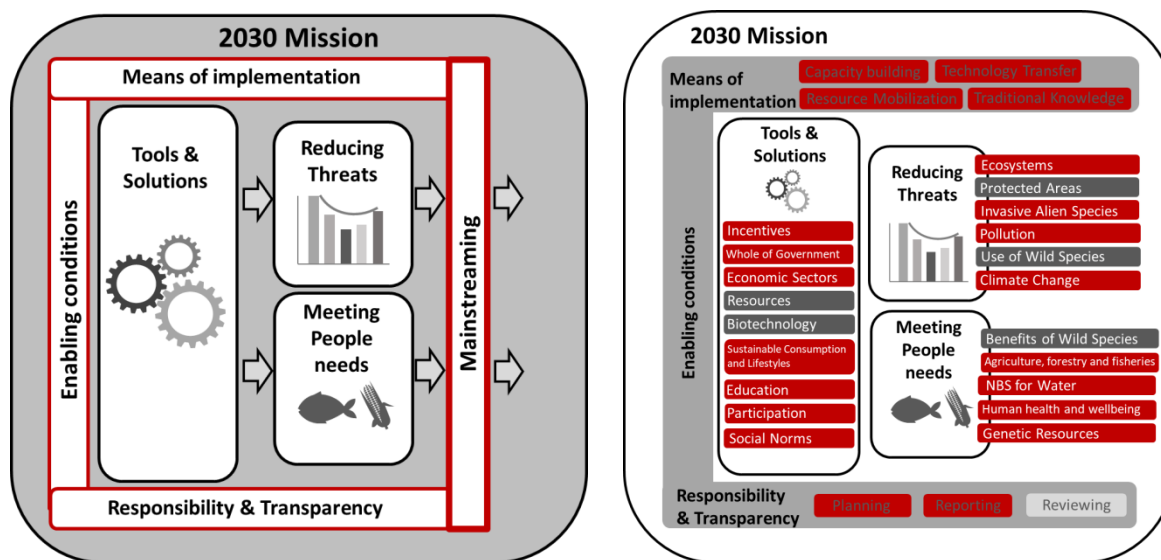 2030 Mission
Means of implementation
Enabling conditions
Tools &
Solutions
Reducing
Threats
Meeting
People
needs
Mainstreaming
Responsibility & Transparency
2030 Mission
Means of
implementation
Capacity building
Technology Transfer
Resource Mobilization
Traditional Knowledge
Enabling conditions
Tools &
Solutions
Incentives
Whole of Government
Economic Sectors
Resources
Biotechnology
Sustainable Consumption
and Lifestyles
Education
Participation
Social Norms
Reducing
Threats
Ecosystems
Protected Areas
Invasive Alien Species
Pollution
Use of Wild Species
Climate Change
Meeting
People
needs
Benefits of Wild Species
Agriculture, forestry and fisheries
NBS for Water
Human health and wellbeing
Genetic Resources
Responsibility
& Transparency
Planning
Reporting
Reviewing